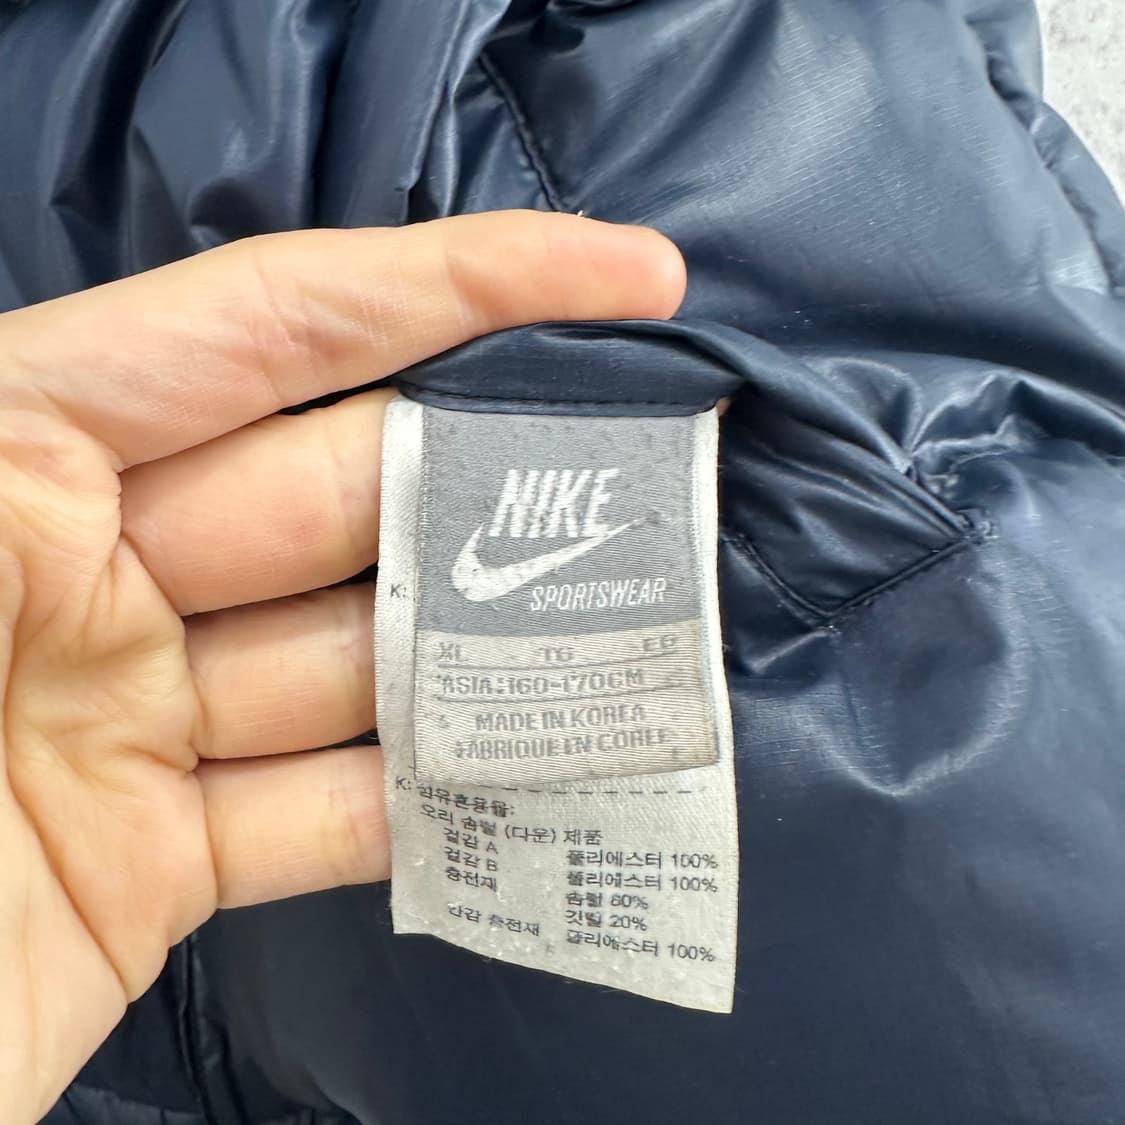 NIKE
SPORTSWEAR
K:
XL TG EG
ASIA:160-170CM
MADE IN KOREA
FABRIQUE EN COREE
K: 섬유혼용율:
오리 솜털 (다운) 제품
겉감 A 폴리에스터 100%
겉감 B 폴리에스터 100%
충전재 솜털 80%
깃털 20%
안감 충전재 폴리에스터 100%